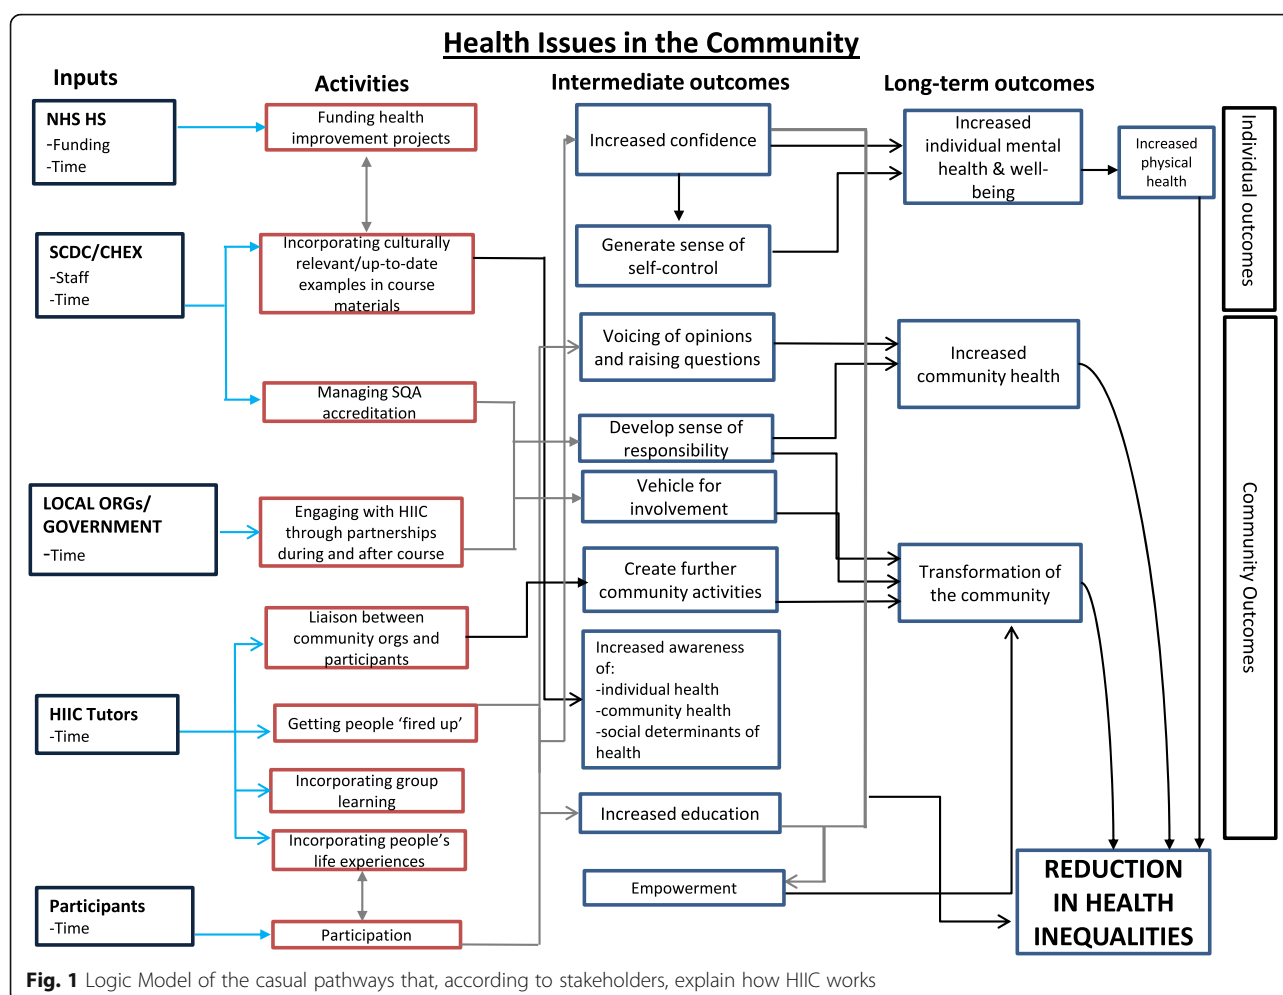 Health Issues in the Community
Inputs
Activities
Intermediate outcomes
Long-term outcomes
NHS HS
-Funding
-Time
SCDC/CHEX
-Staff
-Time
LOCAL ORGs/
GOVERNMENT
-Time
HIIC Tutors
-Time
Participants
-Time
Funding health
improvement projects
Incorporating culturally
relevant/up-to-date
examples in course
materials
Managing SQA
accreditation
Engaging with HIIC
through partnerships
during and after course
Liaison between
community orgs and
participants
Getting people ‘fired up’
Incorporating group
learning
Incorporating people’s
life experiences
Participation
Increased confidence
Generate sense of
self-control
Voicing of opinions
and raising questions
Develop sense of
responsibility
Vehicle for
involvement
Create further
community activities
Increased awareness
of:
-individual health
-community health
-social determinants of
health
Increased education
Empowerment
Increased
individual mental
health & well-
being
Increased
physical
health
Increased
community health
Transformation of
the community
REDUCTION
IN HEALTH
INEQUALITIES
Individual outcomes
Community Outcomes
Fig. 1 Logic Model of the casual pathways that, according to stakeholders, explain how HIIC works